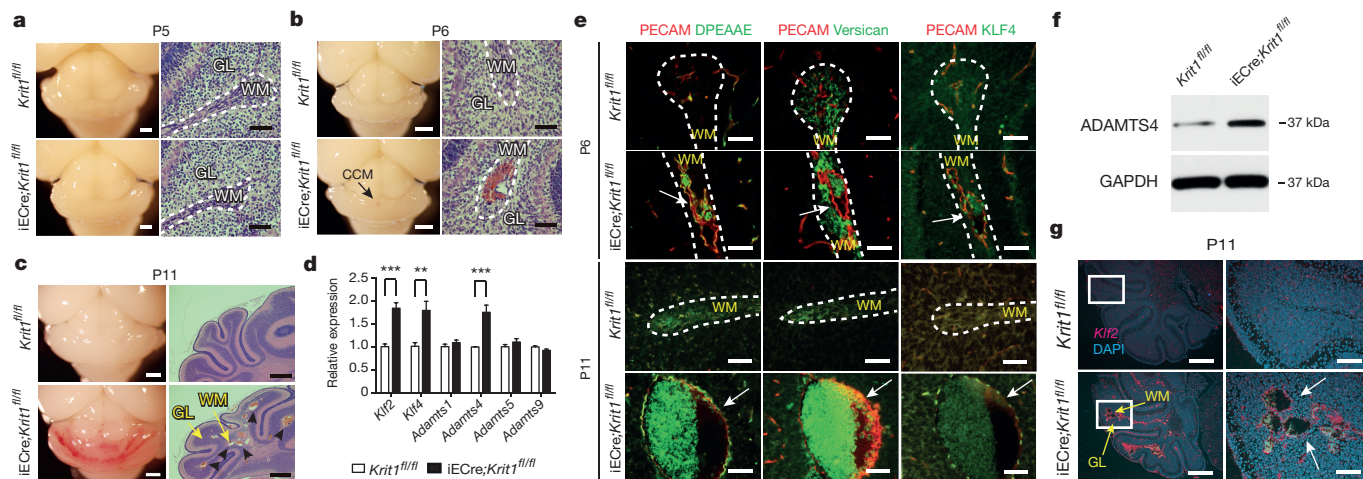 a
P5
Krit1fl/fl
GL
WM
iECre;Krit1fl/fl
GL
WM
b
P6
Krit1fl/fl
WM
GL
iECre;Krit1fl/fl
CCM
WM
GL
c
P11
Krit1fl/fl
iECre;Krit1fl/fl
GL
WM
d
Relative expression
2.5
2.0
1.5
1.0
0.5
0
***
**
***
Klf2
Klf4
Adamts1
Adamts4
Adamts5
Adamts9
Krit1fl/fl
iECre;Krit1fl/fl
e
PECAM DPEAAE
PECAM Versican
PECAM KLF4
P6
Krit1fl/fl
WM
WM
WM
iECre;Krit1fl/fl
WM
WM
WM
WM
WM
P11
Krit1fl/fl
WM
WM
WM
iECre;Krit1fl/fl
f
Krit1fl/fl
iECre;Krit1fl/fl
ADAMTS4
37 kDa
GAPDH
37 kDa
g
P11
Krit1fl/fl
Klf2
DAPI
iECre;Krit1fl/fl
WM
GL